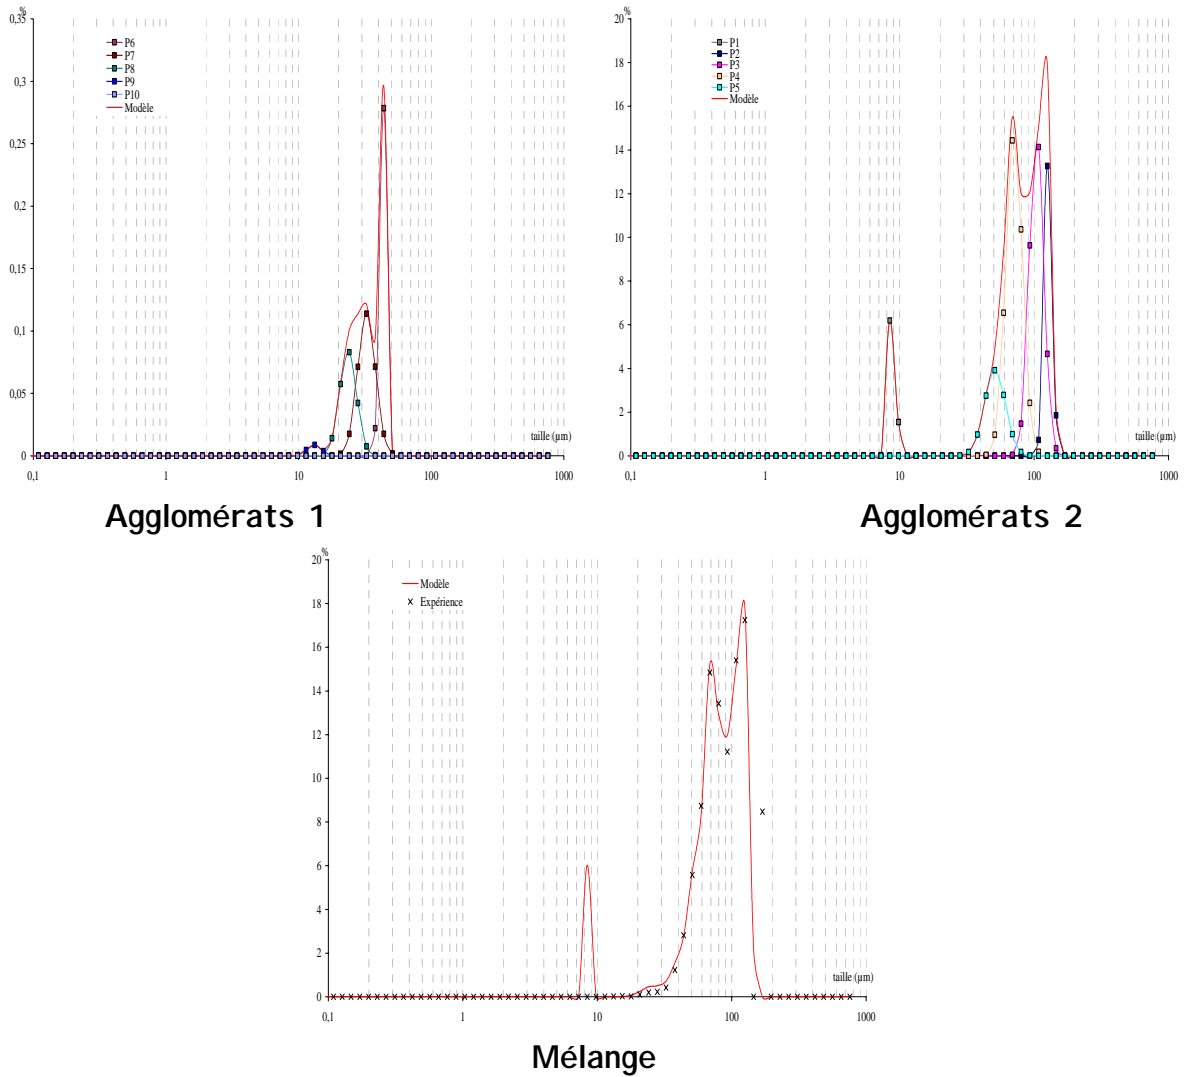 %
0,35
0,3
0,25
0,2
0,15
0,1
0,05
0
P6
P7
P8
P9
P10
Modèle
taille (µm)
0,1 1 10 100 1000
Agglomérats 1
%
20
18
16
14
12
10
8
6
4
2
0
P1
P2
P3
P4
P5
Modèle
taille (µm)
0,1 1 10 100 1000
Agglomérats 2
%
20
18
16
14
12
10
8
6
4
2
0
Modèle
Expérience
taille (µm)
0,1 1 10 100 1000
Mélange